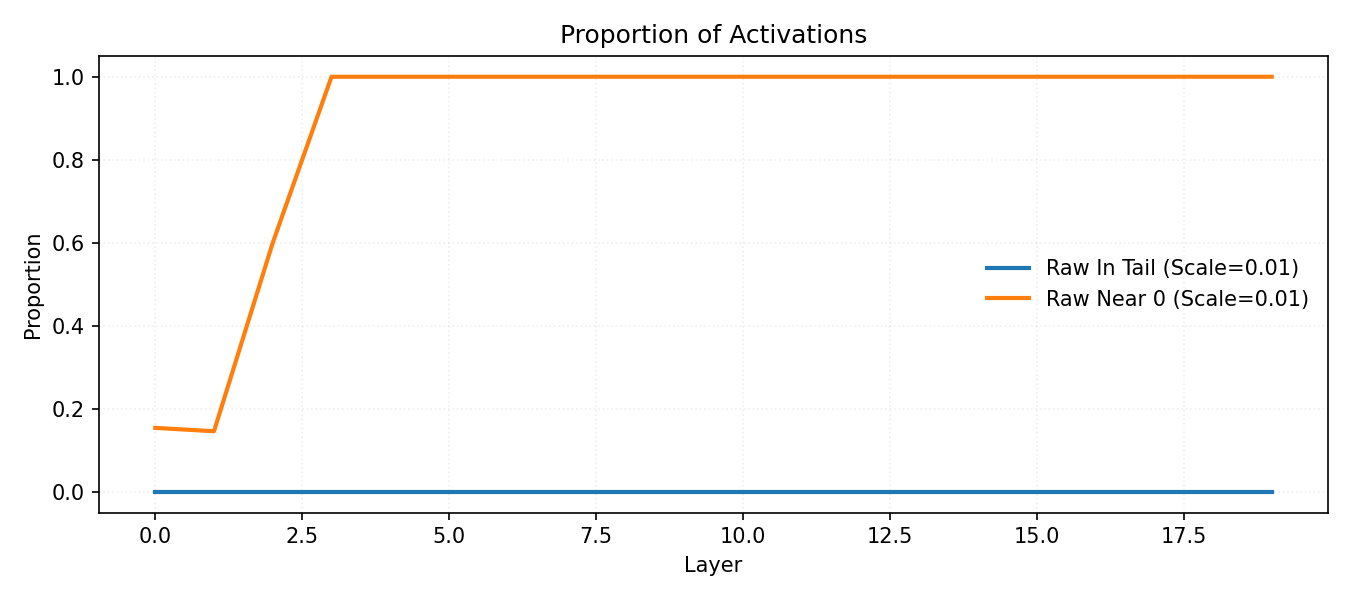 Proportion of Activations
Proportion
1.0
0.8
0.6
0.4
0.2
0.0
Raw In Tail (Scale=0.01)
Raw Near 0 (Scale=0.01)
0.0 2.5 5.0 7.5 10.0 12.5 15.0 17.5
Layer